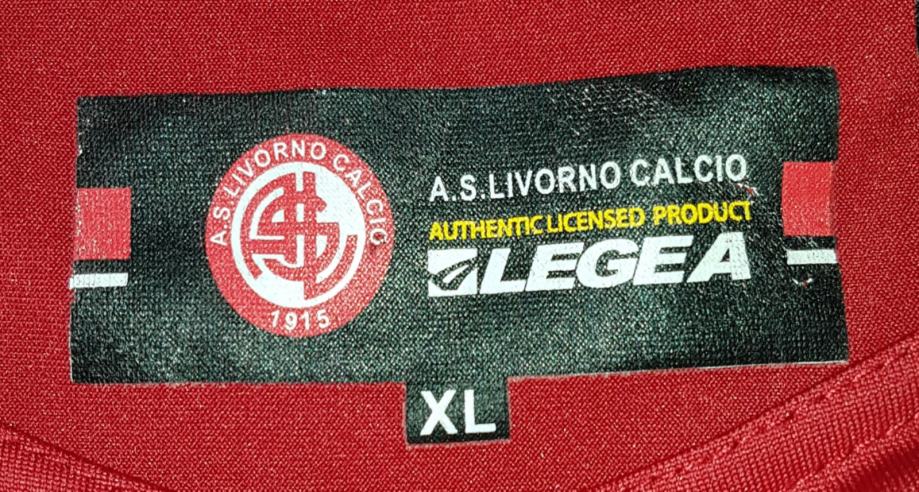 A.S.LIVORNO CALCIO
1915
A.S.LIVORNO CALCIO
AUTHENTIC LICENSED PRODUCT
LEGEA
XL